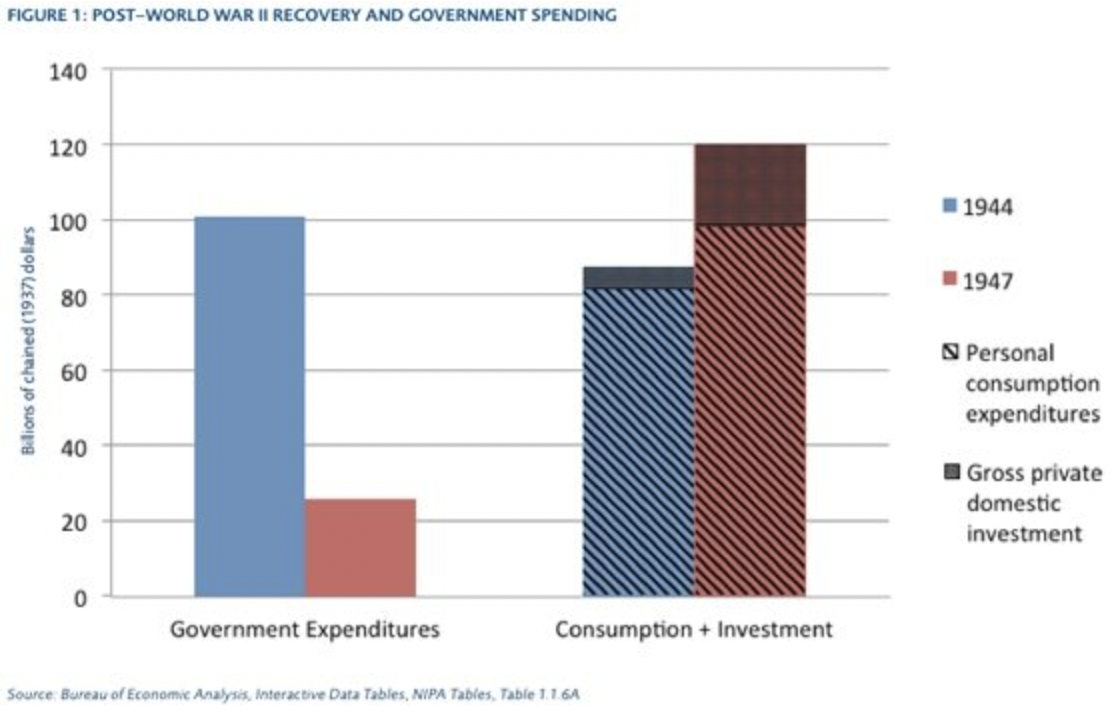 FIGURE 1: POST–WORLD WAR II RECOVERY AND GOVERNMENT SPENDING
Billions of chained (1937) dollars
140
120
100
80
60
40
20
0
Government Expenditures
Consumption + Investment
1944
1947
Personal
consumption
expenditures
Gross private
domestic
investment
Source: Bureau of Economic Analysis, Interactive Data Tables, NIPA Tables, Table 1.1.6A